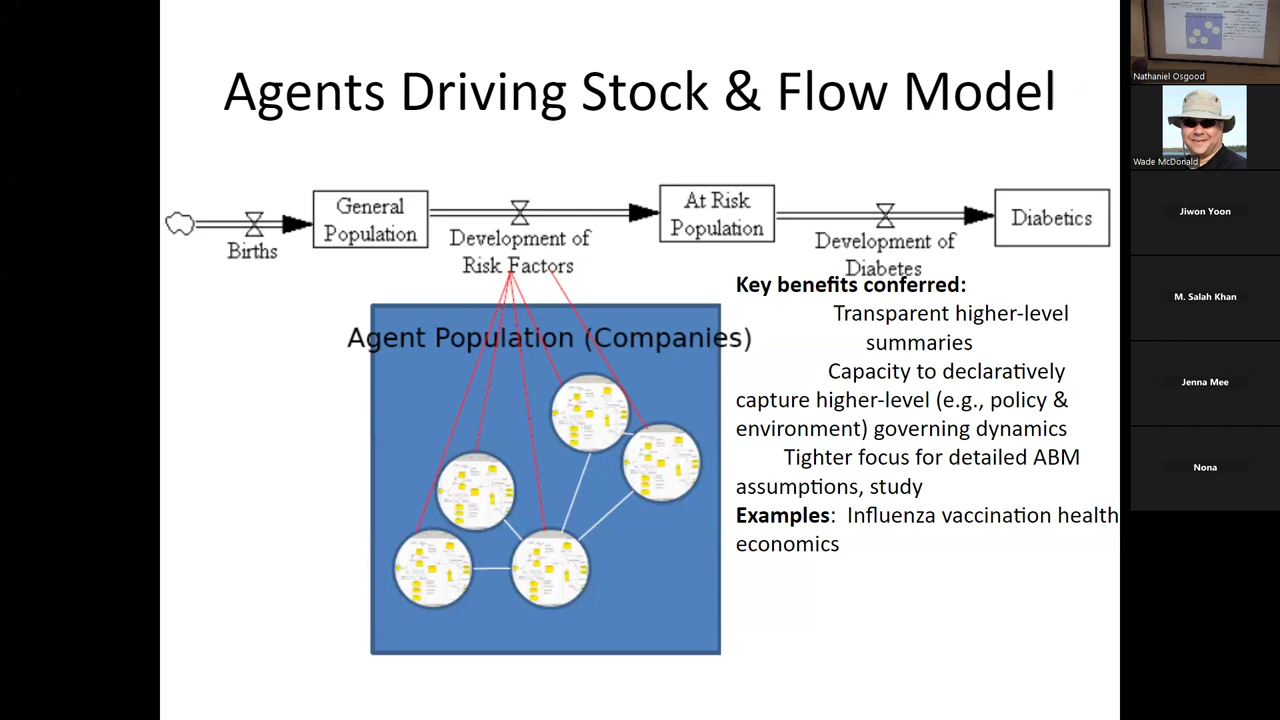 Agents Driving Stock & Flow Model
Births
General
Population
Development of
Risk Factors
At Risk
Population
Development of
Diabetes
Diabetics
Agent Population (Companies)
Key benefits conferred:
Transparent higher-level
summaries
Capacity to declaratively
capture higher-level (e.g., policy &
environment) governing dynamics
Tighter focus for detailed ABM
assumptions, study
Examples: Influenza vaccination health
economics
Nathaniel Osgood
Wade McDonald
Jiwon Yoon
M. Salah Khan
Jenna Mee
Nona